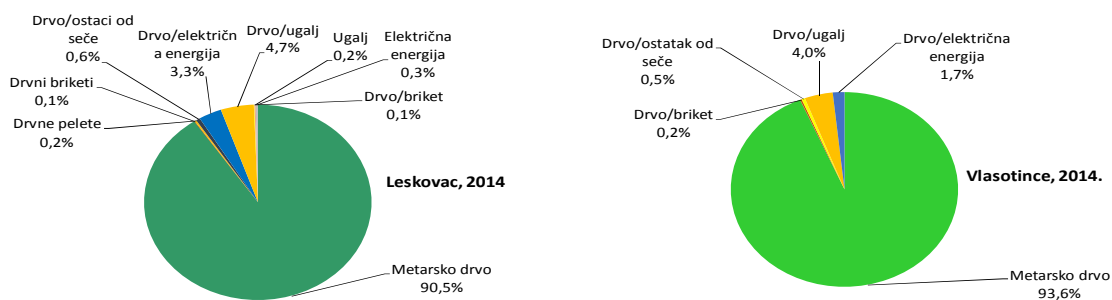 Drvo/ostaci od
seče
0,6%
Drvo/električn
a energija
3,3%
Drvo/ugalj
4,7%
Ugalj
0,2%
Električna
energija
0,3%
Drvni briketi
0,1%
Drvo/briket
0,1%
Drvne pelete
0,2%
Leskovac, 2014
Metarsko drvo
90,5%
Drvo/ostatak od
seče
0,5%
Drvo/ugalj
4,0%
Drvo/električna
energija
1,7%
Drvo/briket
0,2%
Vlasotince, 2014.
Metarsko drvo
93,6%